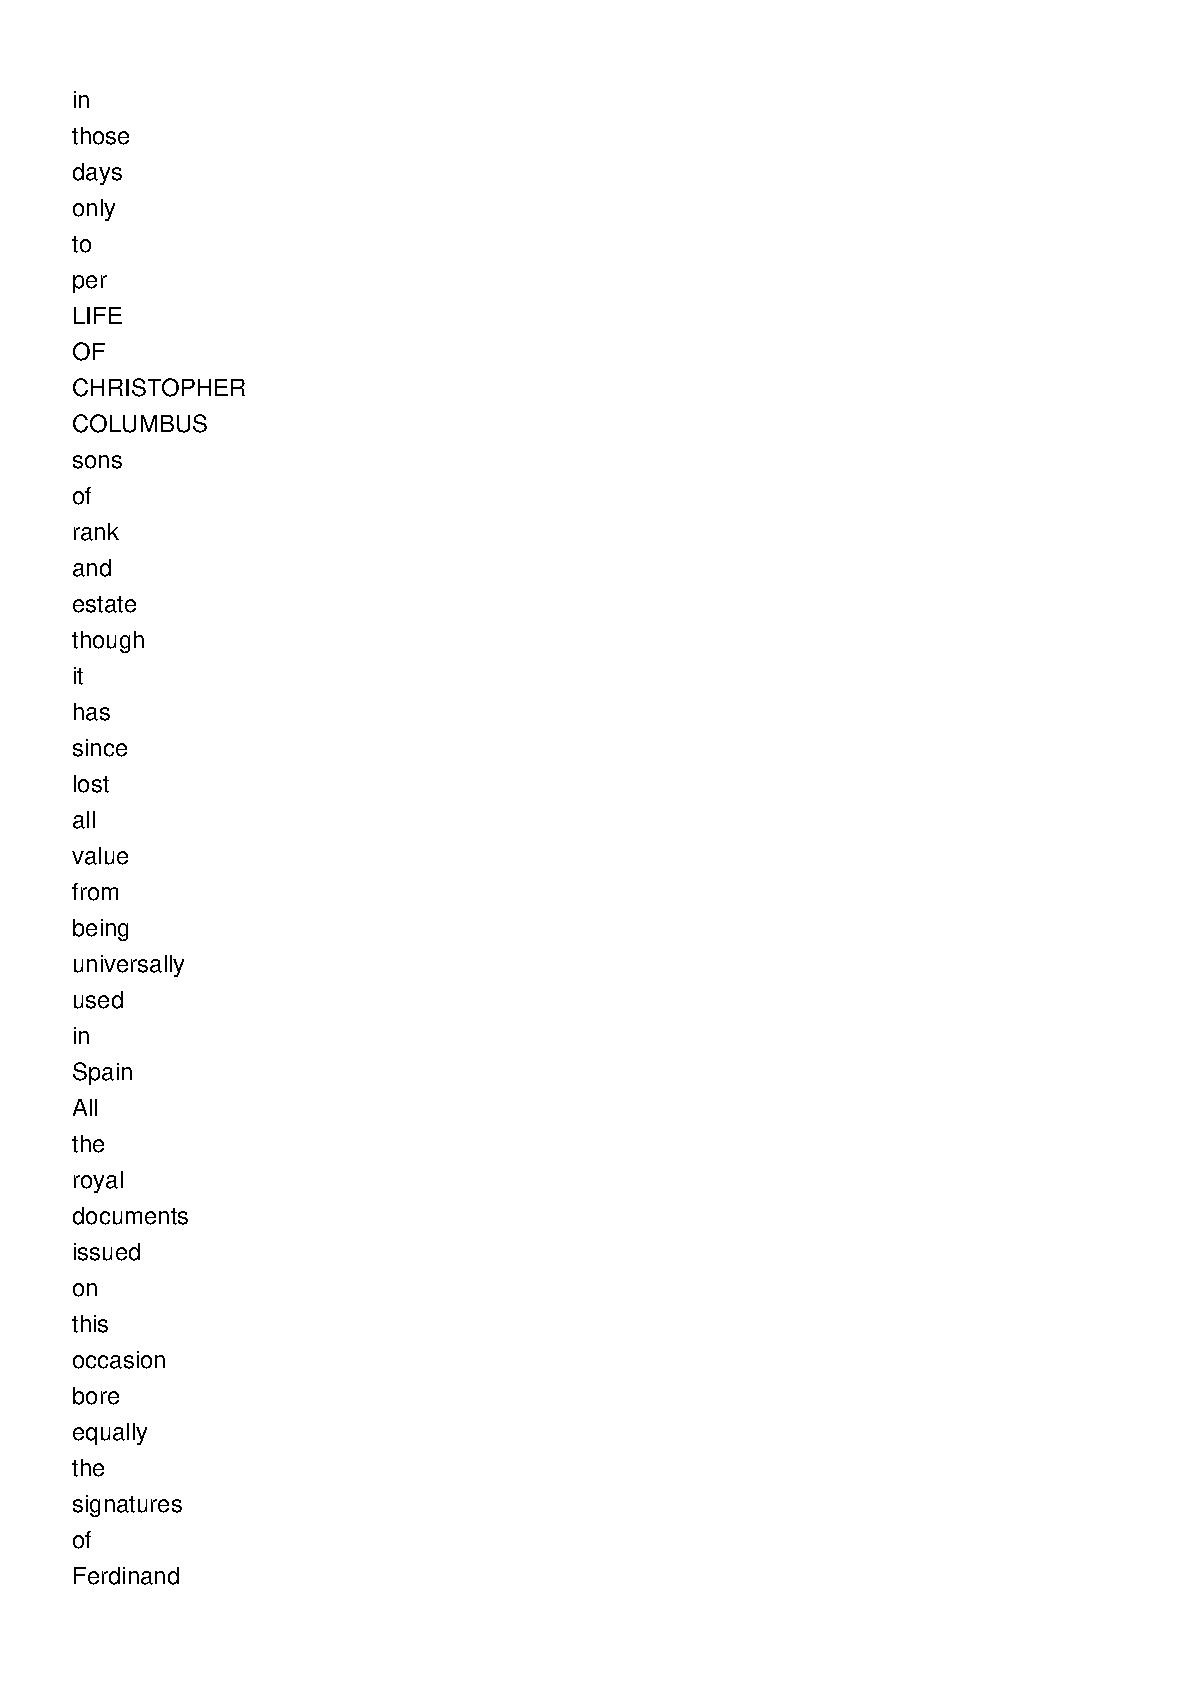 in
those
days
only
to
per
LIFE
OF
CHRISTOPHER
COLUMBUS
sons
of
rank
and
estate
though
it
has
since
lost
all
value
from
being
universally
used
in
Spain
All
the
royal
documents
issued
on
this
occasion
bore
equally
the
signatures
of
Ferdinand